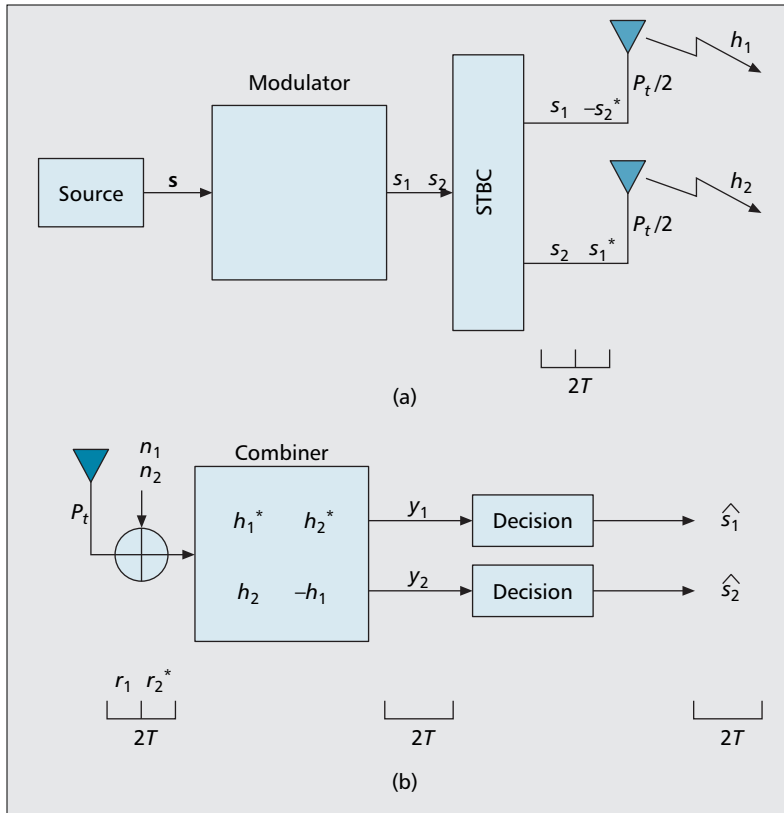 h₁
Modulator
Pₜ/2
s₁ −s₂*
Source
s
s₁ s₂
STBC
h₂
Pₜ/2
s₂ s₁*
2T
(a)
n₁
n₂
Combiner
Pₜ
h₁* h₂*
y₁
Decision
ŝ₁
h₂ −h₁
y₂
Decision
ŝ₂
r₁ r₂*
2T
2T
2T
(b)